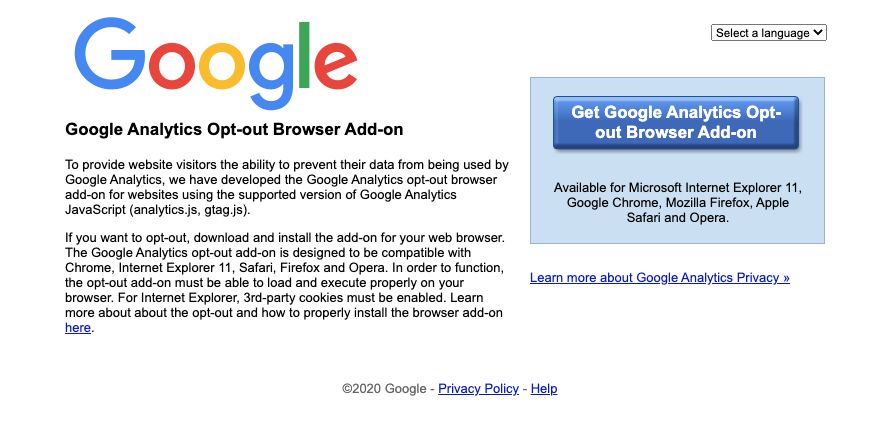 Google
Select a language
Google Analytics Opt-out Browser Add-on
To provide website visitors the ability to prevent their data from being used by
Google Analytics, we have developed the Google Analytics opt-out browser
add-on for websites using the supported version of Google Analytics
JavaScript (analytics.js, gtag.js).
If you want to opt-out, download and install the add-on for your web browser.
The Google Analytics opt-out add-on is designed to be compatible with
Chrome, Internet Explorer 11, Safari, Firefox and Opera. In order to function,
the opt-out add-on must be able to load and execute properly on your
browser. For Internet Explorer, 3rd-party cookies must be enabled. Learn
more about about the opt-out and how to properly install the browser add-on
here.
Get Google Analytics Opt-
out Browser Add-on
Available for Microsoft Internet Explorer 11,
Google Chrome, Mozilla Firefox, Apple
Safari and Opera.
Learn more about Google Analytics Privacy »
©2020 Google - Privacy Policy - Help